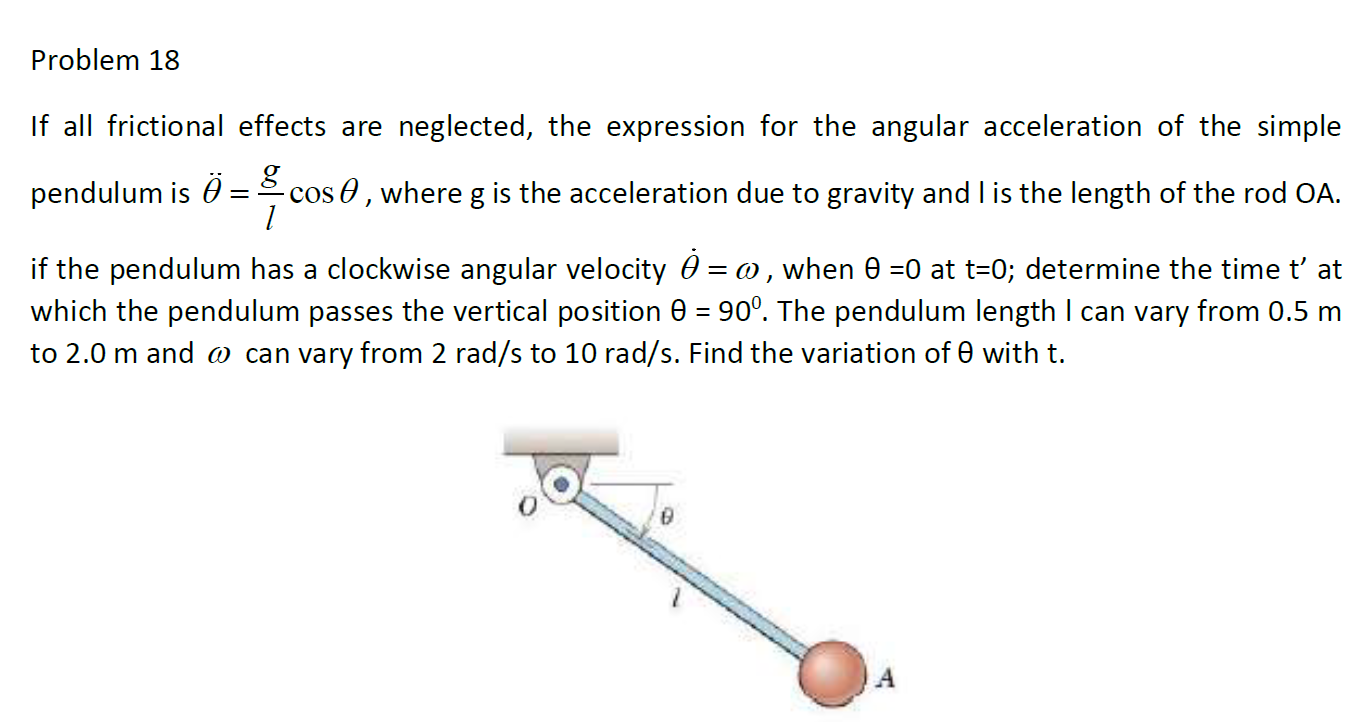 Problem 18
If all frictional effects are neglected, the expression for the angular acceleration of the simple
pendulum is θ̈ = g/l cos θ, where g is the acceleration due to gravity and l is the length of the rod OA.
if the pendulum has a clockwise angular velocity θ̇ = ω, when θ =0 at t=0; determine the time t’ at
which the pendulum passes the vertical position θ = 90⁰. The pendulum length l can vary from 0.5 m
to 2.0 m and ω can vary from 2 rad/s to 10 rad/s. Find the variation of θ with t.
O
θ
l
A